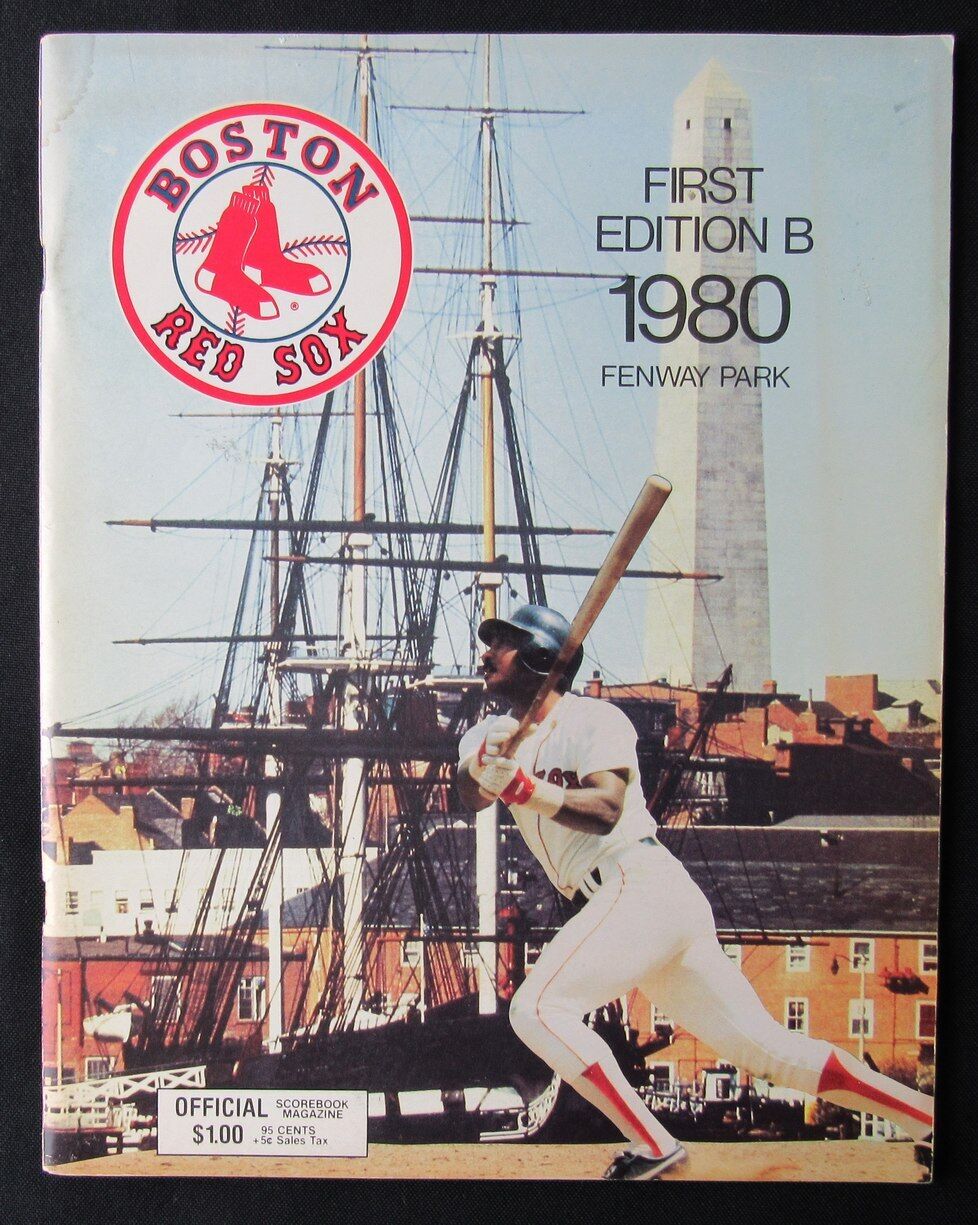 BOSTON
RED SOX
®
FIRST
EDITION B
1980
FENWAY PARK
OFFICIAL SCOREBOOK MAGAZINE
$1.00 95 CENTS +5¢ Sales Tax